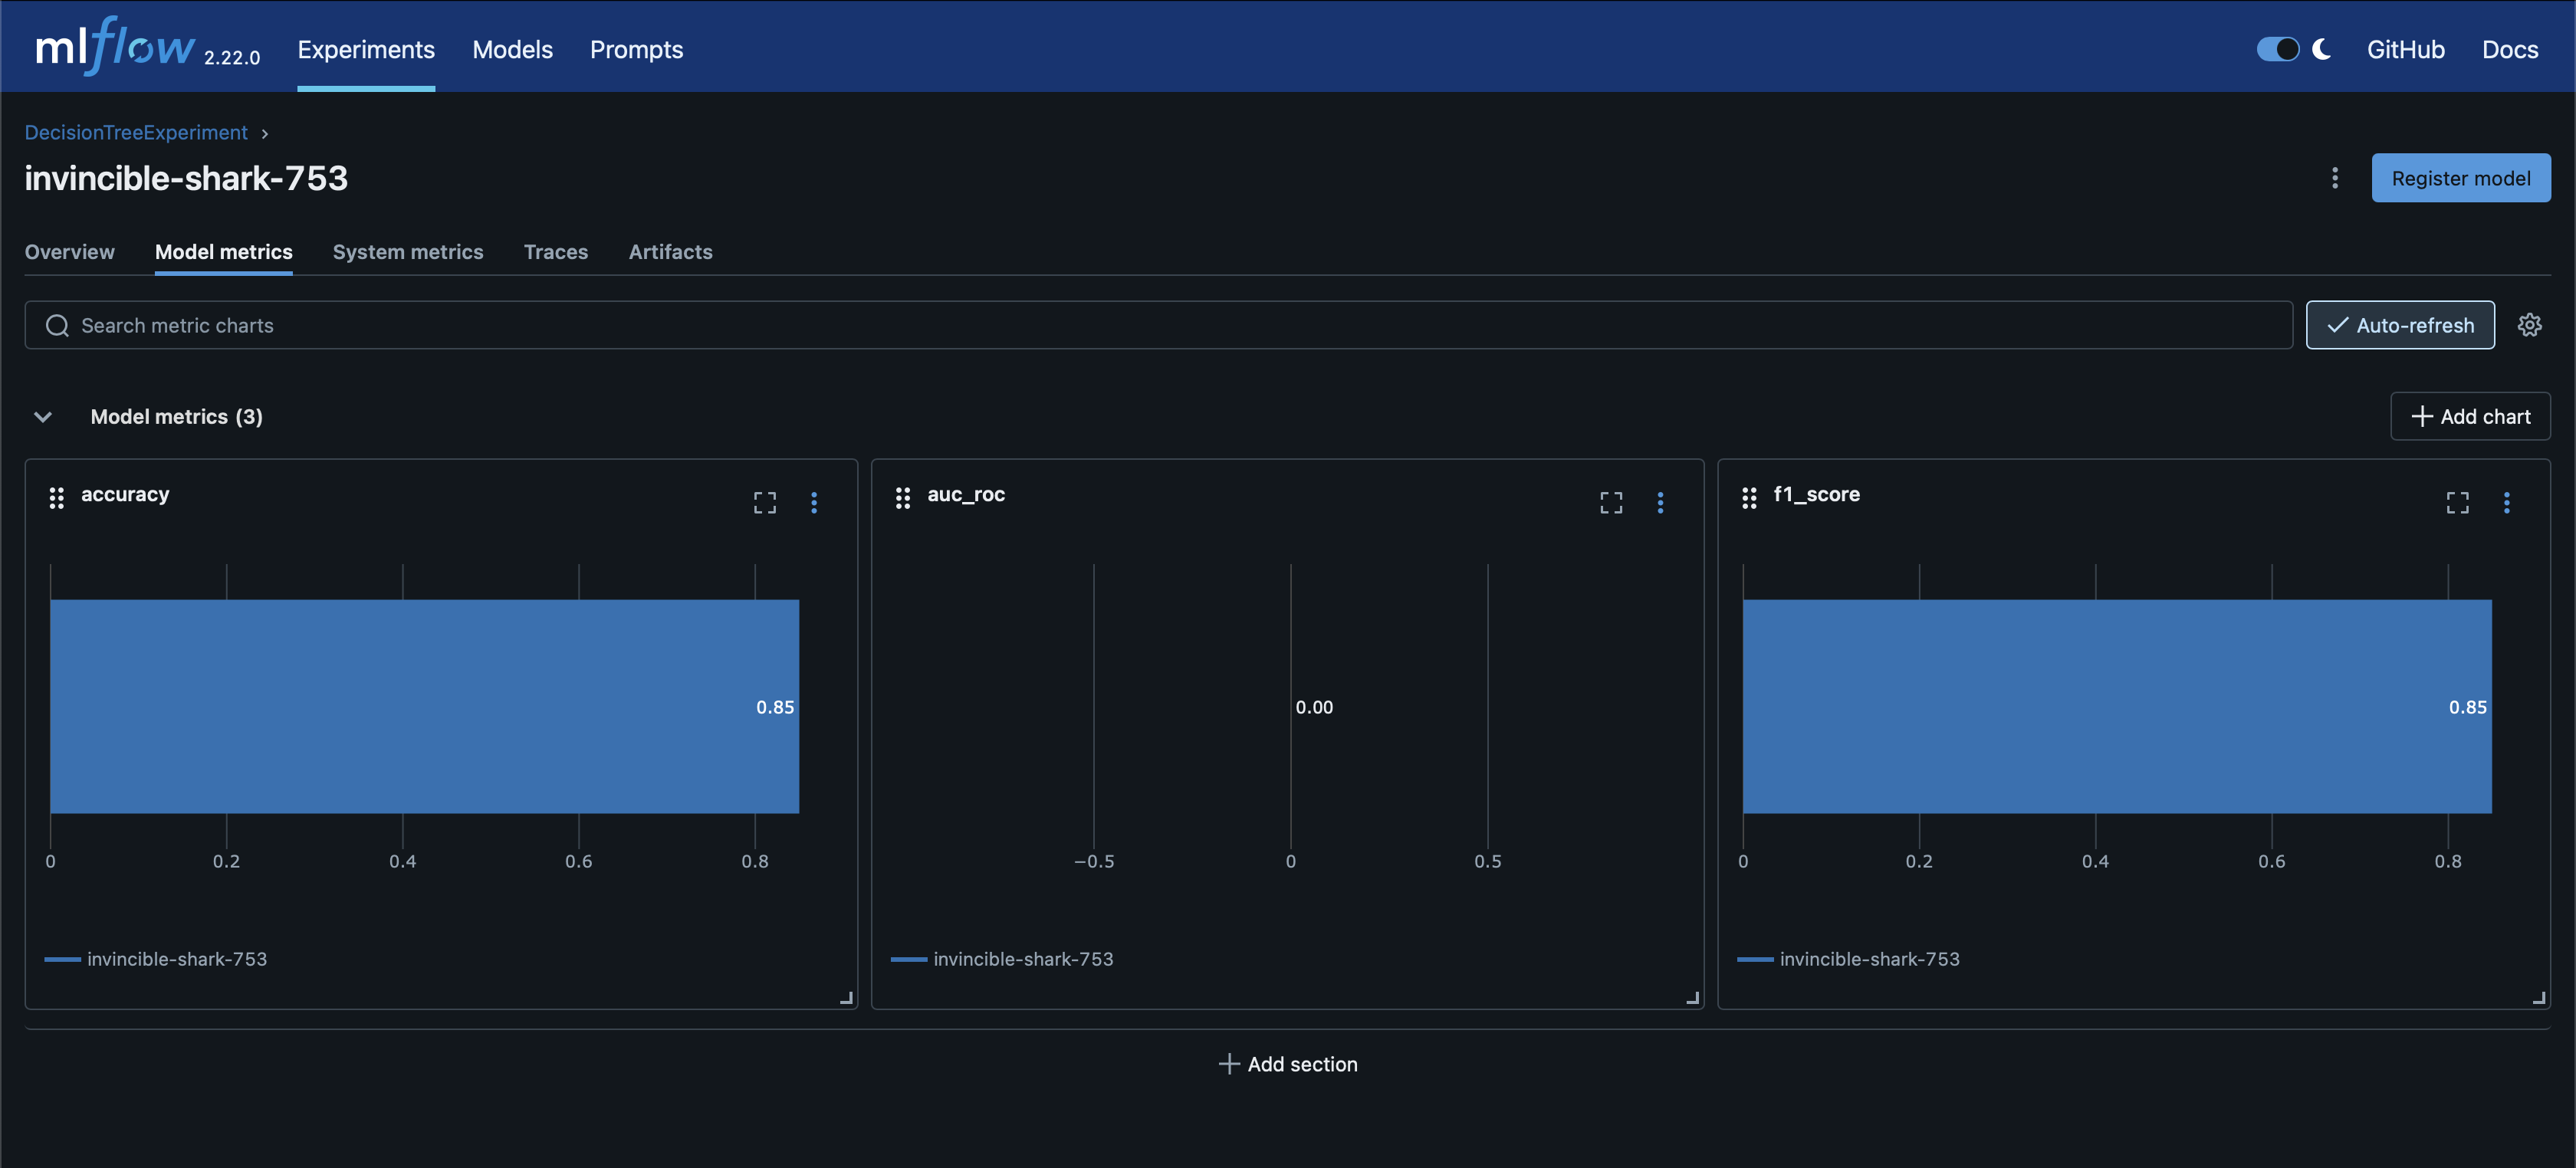 mlflow 2.22.0 Experiments Models Prompts GitHub Docs
DecisionTreeExperiment
invincible-shark-753
Register model
Overview Model metrics System metrics Traces Artifacts
Search metric charts Auto-refresh
Model metrics (3) Add chart
accuracy
0.85
0 0.2 0.4 0.6 0.8
invincible-shark-753
auc_roc
0.00
−0.5 0 0.5
invincible-shark-753
f1_score
0.85
0 0.2 0.4 0.6 0.8
invincible-shark-753
Add section